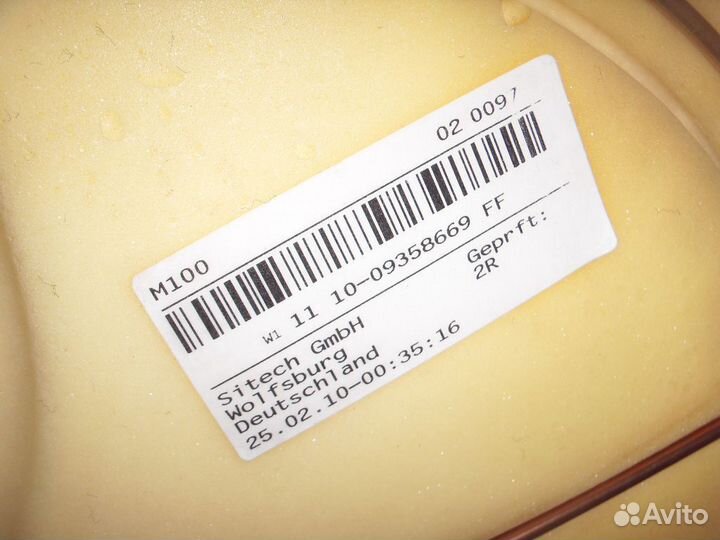 M100 02 0097
W1 11 10-09358669 FF
Sitech GmbH Geprft:
Wolfsburg 2R
Deutschland
25.02.10-00:35:16
Avito